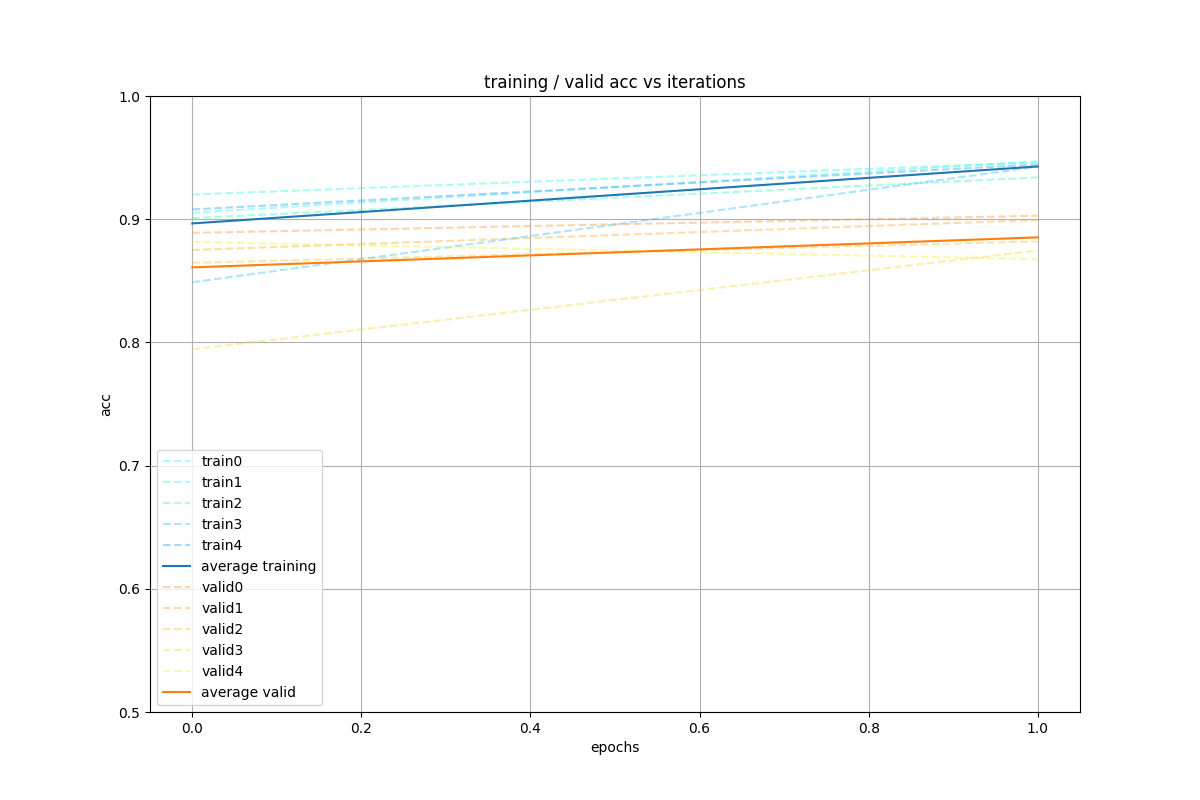 training / valid acc vs iterations
1.0
0.9
0.8
acc
0.7
0.6
0.5
train0
train1
train2
train3
train4
average training
valid0
valid1
valid2
valid3
valid4
average valid
0.0 0.2 0.4 0.6 0.8 1.0
epochs